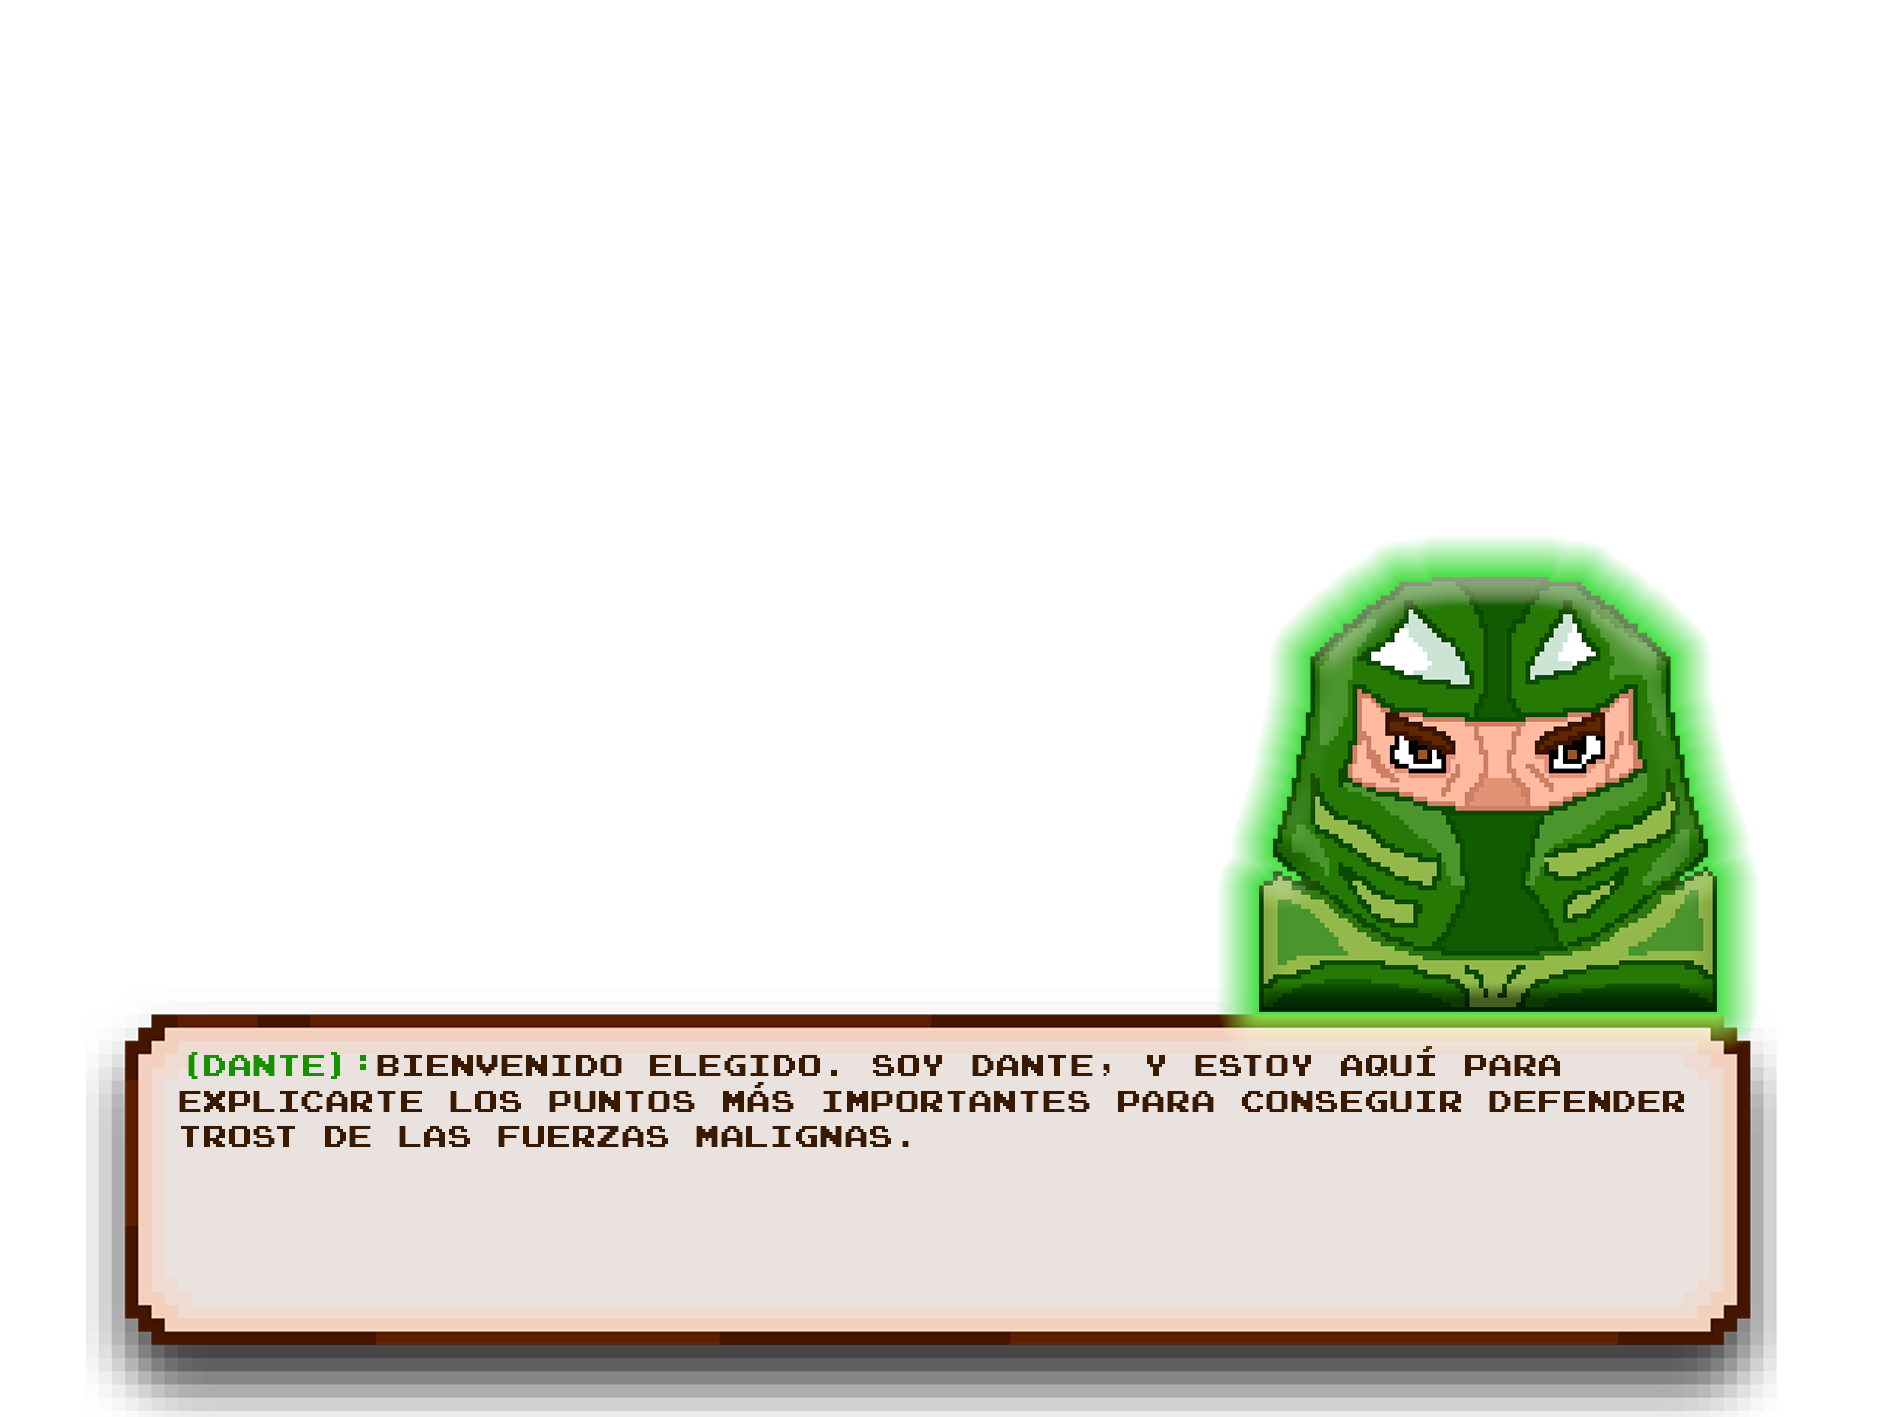 (DANTE):BIENVENIDO ELEGIDO. SOY DANTE, Y ESTOY AQUÍ PARA
EXPLICARTE LOS PUNTOS MÁS IMPORTANTES PARA CONSEGUIR DEFENDER
TROST DE LAS FUERZAS MALIGNAS.